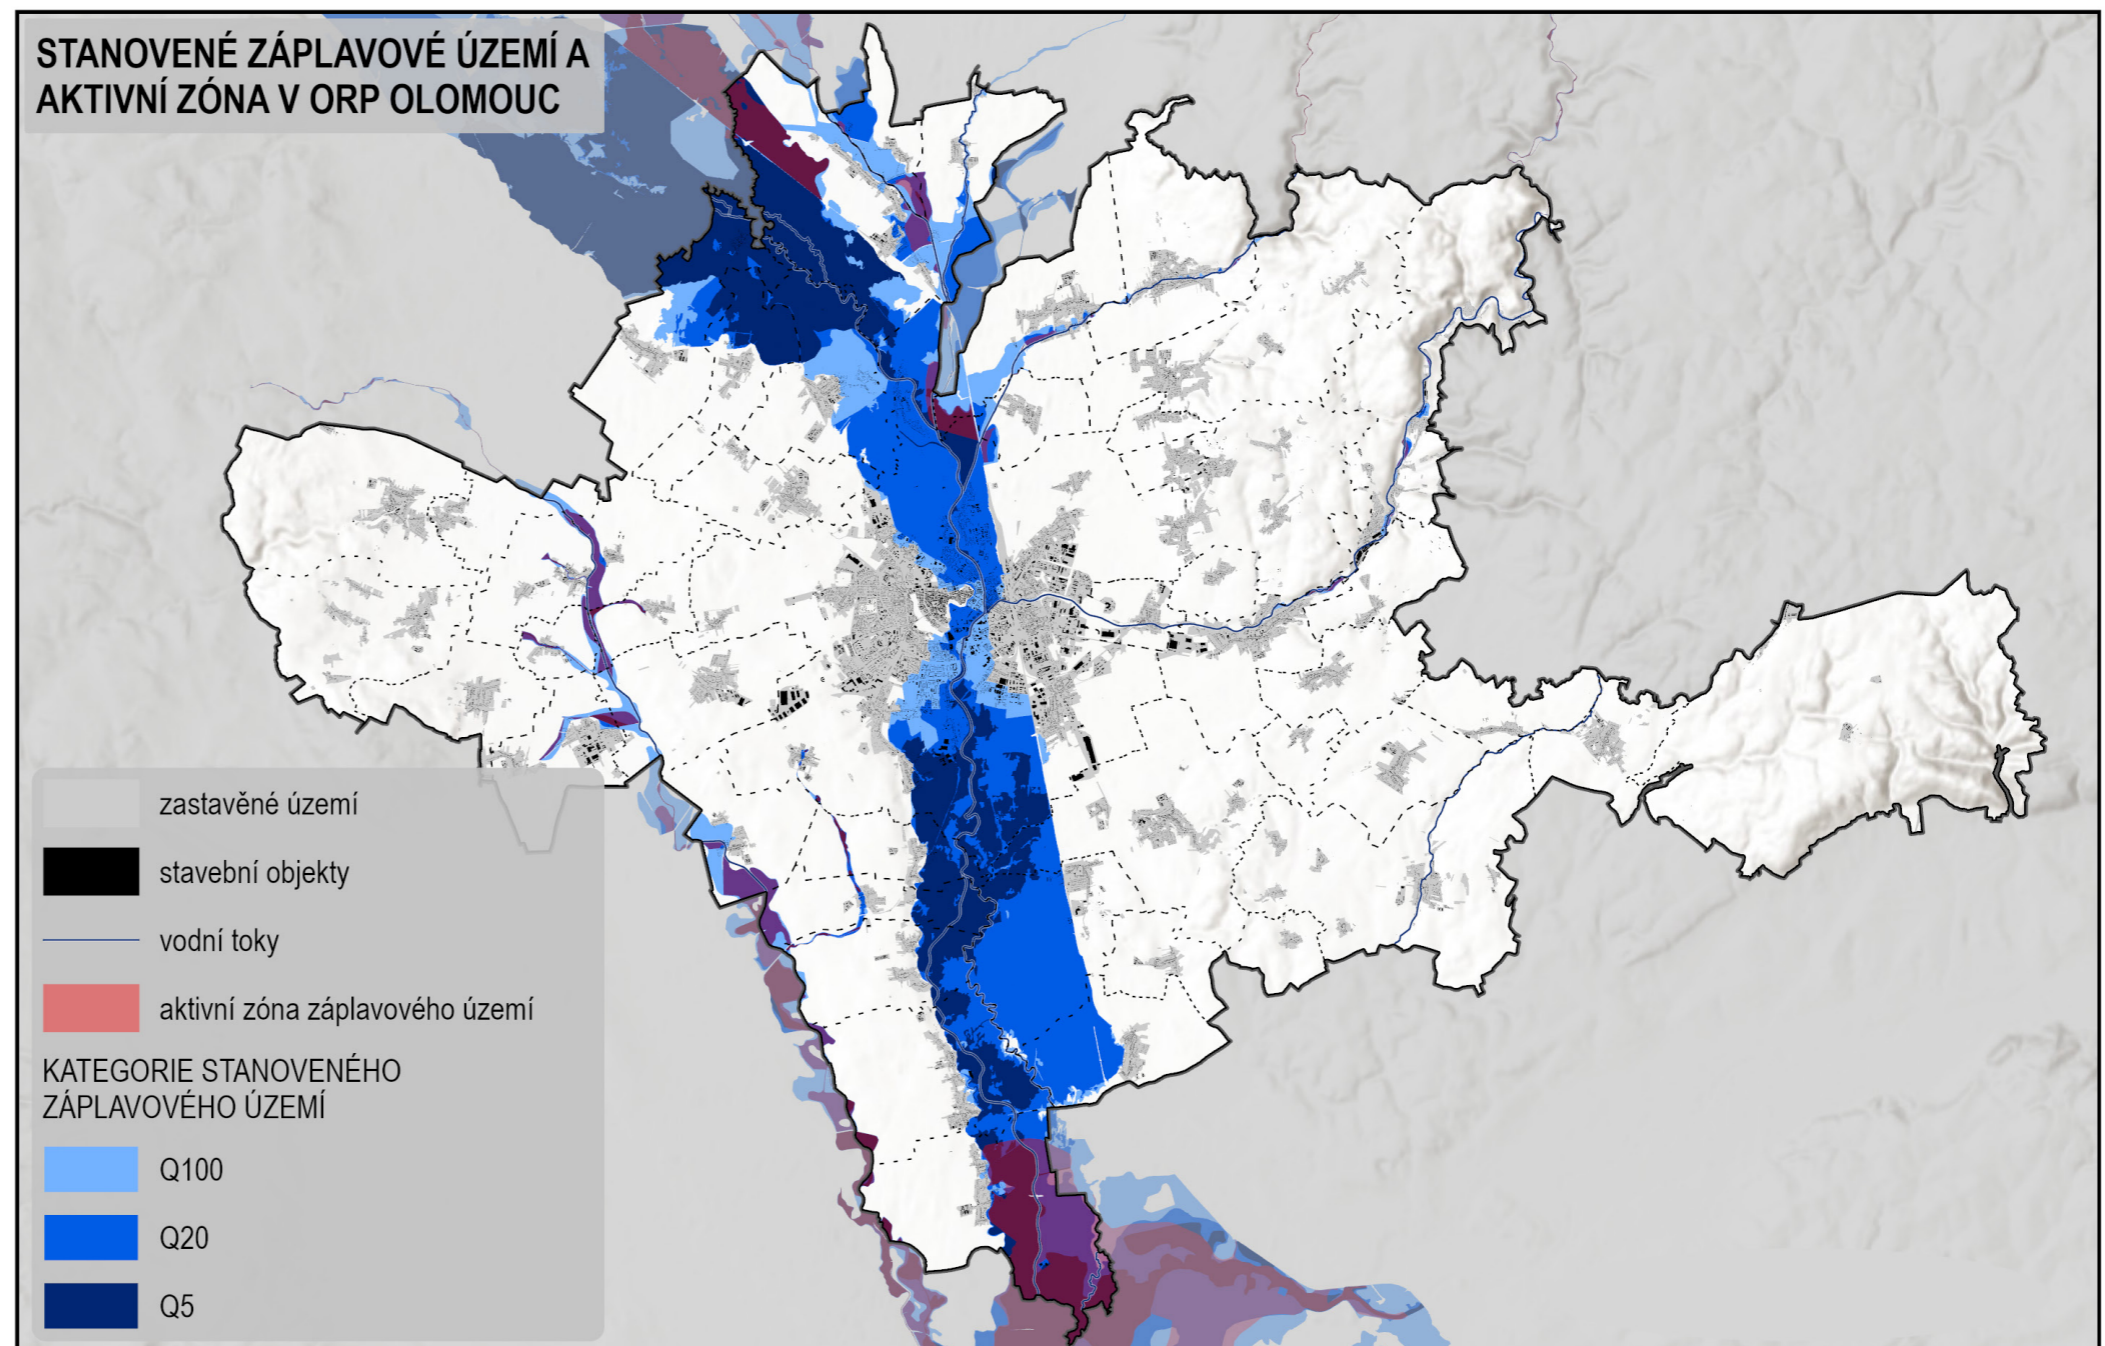 STANOVENÉ ZÁPLAVOVÉ ÚZEMÍ A
AKTIVNÍ ZÓNA V ORP OLOMOUC
zastavěné území
stavební objekty
vodní toky
aktivní zóna záplavového území
KATEGORIE STANOVENÉHO
ZÁPLAVOVÉHO ÚZEMÍ
Q100
Q20
Q5